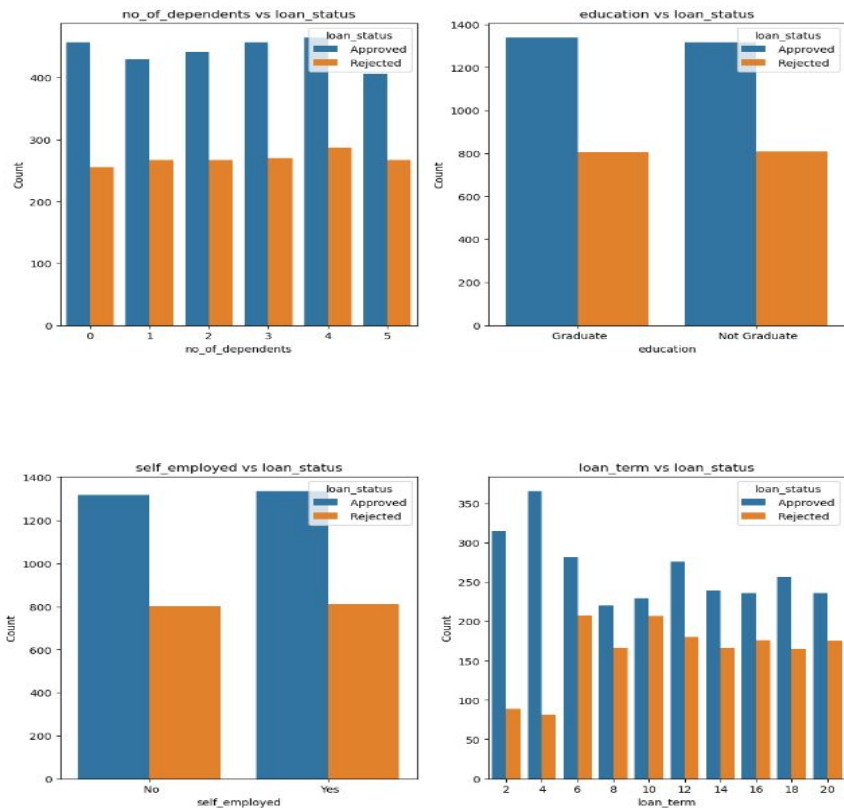 no_of_dependents vs loan_status
loan_status
Approved
Rejected
Count
400
300
200
100
0
0 1 2 3 4 5
no_of_dependents
education vs loan_status
loan_status
Approved
Rejected
Count
1400
1200
1000
800
600
400
200
0
Graduate Not Graduate
education
self_employed vs loan_status
loan_status
Approved
Rejected
Count
1400
1200
1000
800
600
400
200
0
No Yes
self_employed
loan_term vs loan_status
loan_status
Approved
Rejected
Count
350
300
250
200
150
100
50
0
2 4 6 8 10 12 14 16 18 20
loan_term